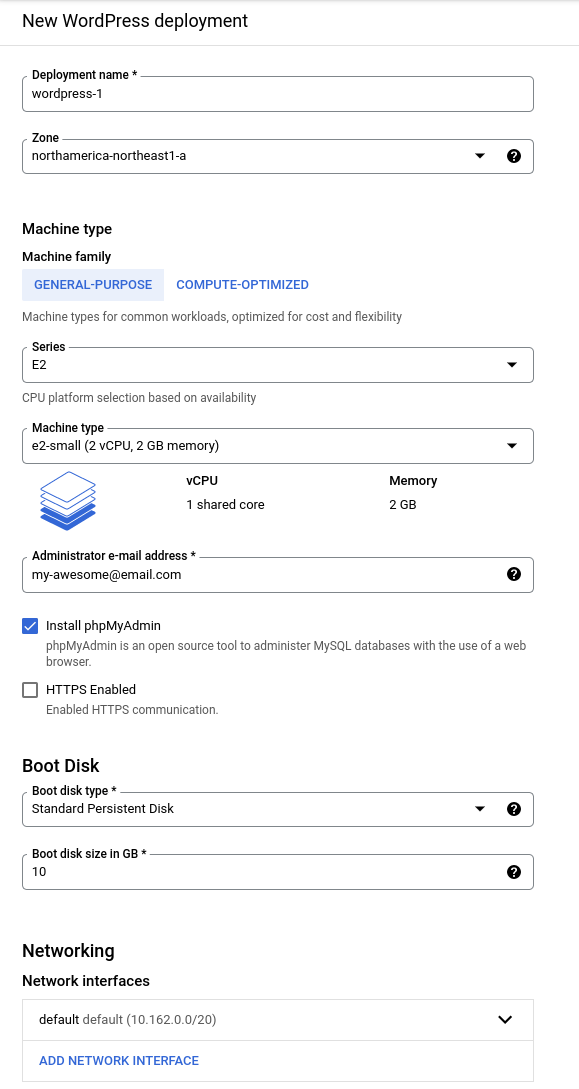 New WordPress deployment
Deployment name *
wordpress-1
Zone
northamerica-northeast1-a
Machine type
Machine family
GENERAL-PURPOSE COMPUTE-OPTIMIZED
Machine types for common workloads, optimized for cost and flexibility
Series
E2
CPU platform selection based on availability
Machine type
e2-small (2 vCPU, 2 GB memory)
vCPU Memory
1 shared core 2 GB
Administrator e-mail address *
my-awesome@email.com
Install phpMyAdmin
phpMyAdmin is an open source tool to administer MySQL databases with the use of a web
browser.
HTTPS Enabled
Enabled HTTPS communication.
Boot Disk
Boot disk type *
Standard Persistent Disk
Boot disk size in GB *
10
Networking
Network interfaces
default default (10.162.0.0/20)
ADD NETWORK INTERFACE